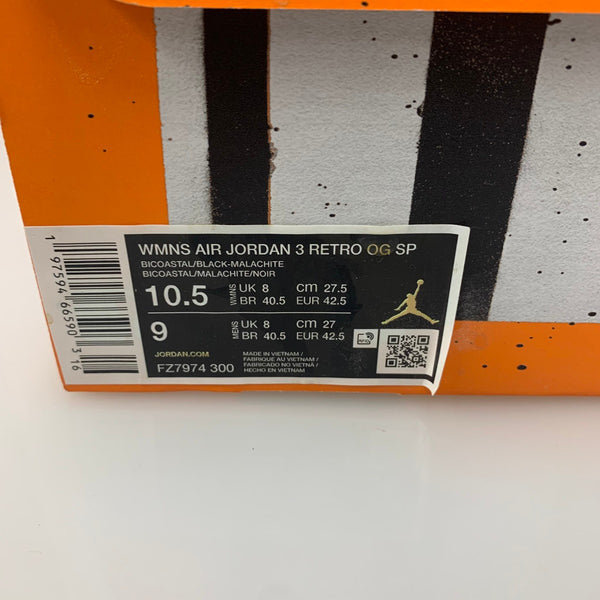 WMNS AIR JORDAN 3 RETRO OG SP
BICOASTAL/BLACK-MALACHITE
BICOASTAL/MALACHITE/NOIR
10.5 WMNS UK 8 CM 27.5
BR 40.5 EUR 42.5
9 MENS UK 8 CM 27
BR 40.5 EUR 42.5
JORDAN.COM
FZ7974 300
MADE IN VIETNAM /
FABRIQUE AU VIETNAM /
FABRICADO NO VIETNÃ /
HECHO EN VIETNAM
1 97594 66590 3 16